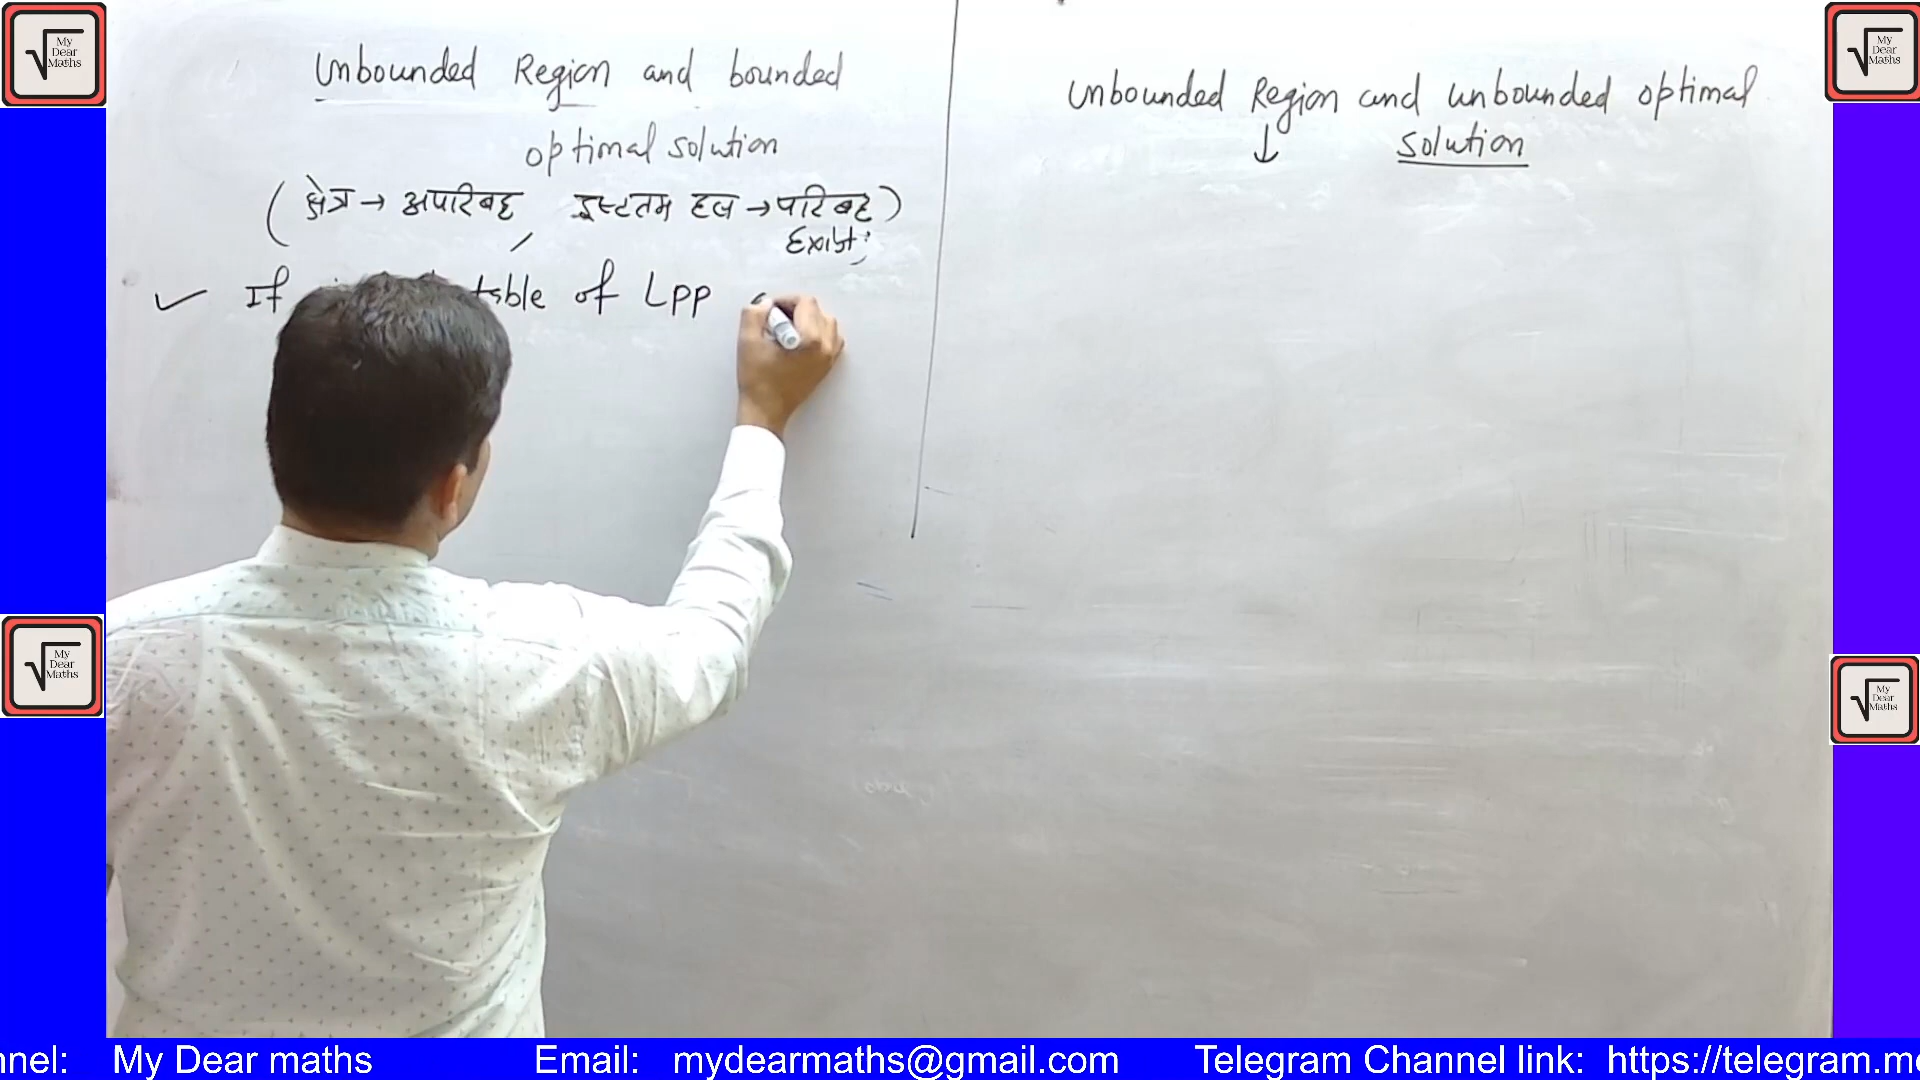 Unbounded Region and bounded
optimal solution
(क्षेत्र → अपरिबद्ध, इष्टतम हल → परिबद्ध)
Exist;
✓ If table of LPP
Unbounded Region and unbounded optimal
↓ solution
My
Dear
Maths
My
Dear
Maths
My
Dear
Maths
My
Dear
Maths
nnel: My Dear maths Email: mydearmaths@gmail.com Telegram Channel link: https://telegram.m